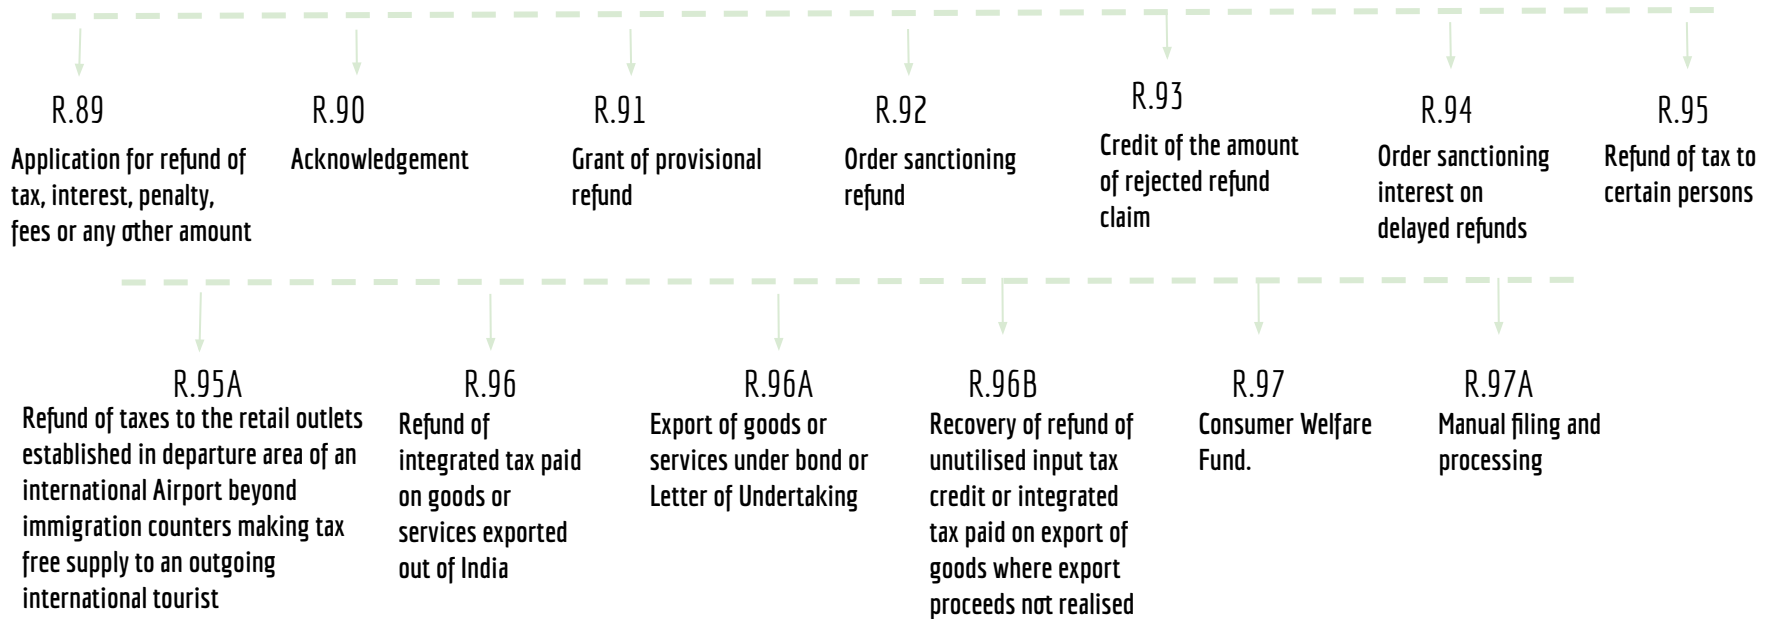 R.89
Application for refund of
tax, interest, penalty,
fees or any other amount
R.90
Acknowledgement
R.91
Grant of provisional
refund
R.92
Order sanctioning
refund
R.93
Credit of the amount
of rejected refund
claim
R.94
Order sanctioning
interest on
delayed refunds
R.95
Refund of tax to
certain persons
R.95A
Refund of taxes to the retail outlets
established in departure area of an
international Airport beyond
immigration counters making tax
free supply to an outgoing
international tourist
R.96
Refund of
integrated tax paid
on goods or
services exported
out of India
R.96A
Export of goods or
services under bond or
Letter of Undertaking
R.96B
Recovery of refund of
unutilised input tax
credit or integrated
tax paid on export of
goods where export
proceeds not realised
R.97
Consumer Welfare
Fund.
R.97A
Manual filing and
processing